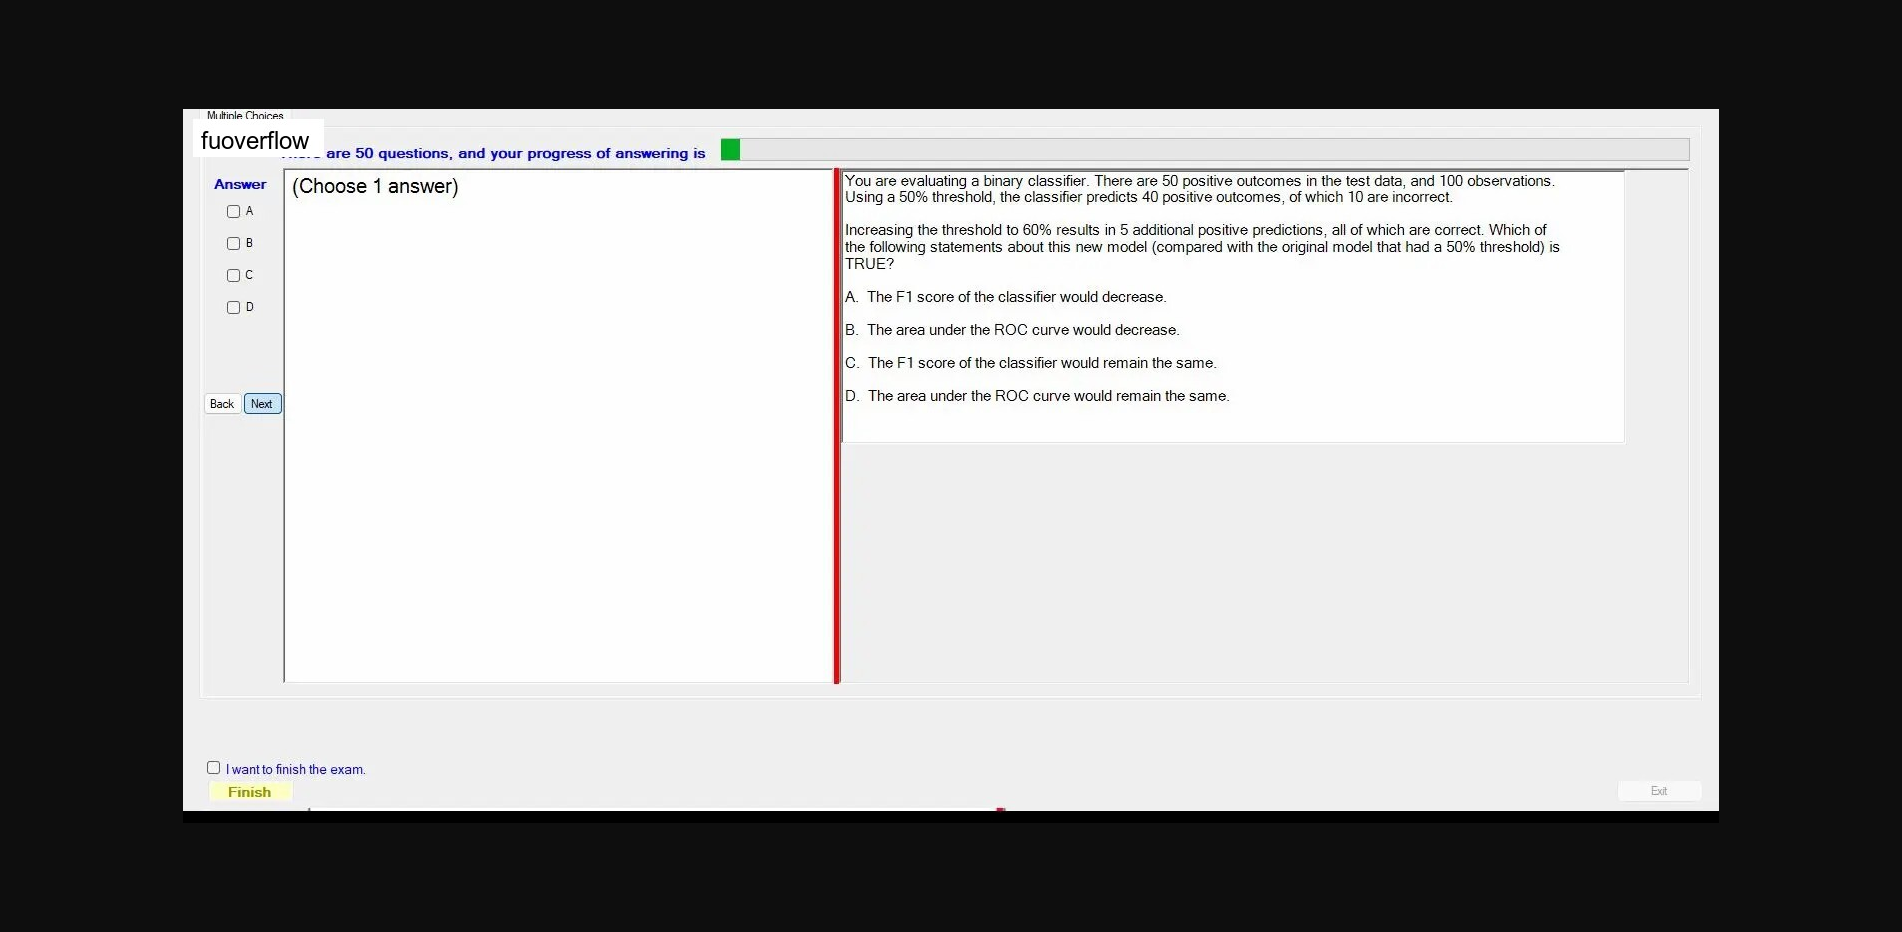 Multiple Choices
fuoverflow
are 50 questions, and your progress of answering is
Answer
(Choose 1 answer)
A
B
C
D
Back Next
You are evaluating a binary classifier. There are 50 positive outcomes in the test data, and 100 observations.
Using a 50% threshold, the classifier predicts 40 positive outcomes, of which 10 are incorrect.
Increasing the threshold to 60% results in 5 additional positive predictions, all of which are correct. Which of
the following statements about this new model (compared with the original model that had a 50% threshold) is
TRUE?
A. The F1 score of the classifier would decrease.
B. The area under the ROC curve would decrease.
C. The F1 score of the classifier would remain the same.
D. The area under the ROC curve would remain the same.
I want to finish the exam.
Finish
Exit